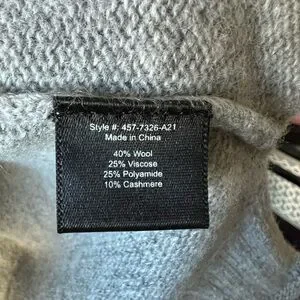 Style #: 457-7326-A21
Made in China
40% Wool
25% Viscose
25% Polyamide
10% Cashmere